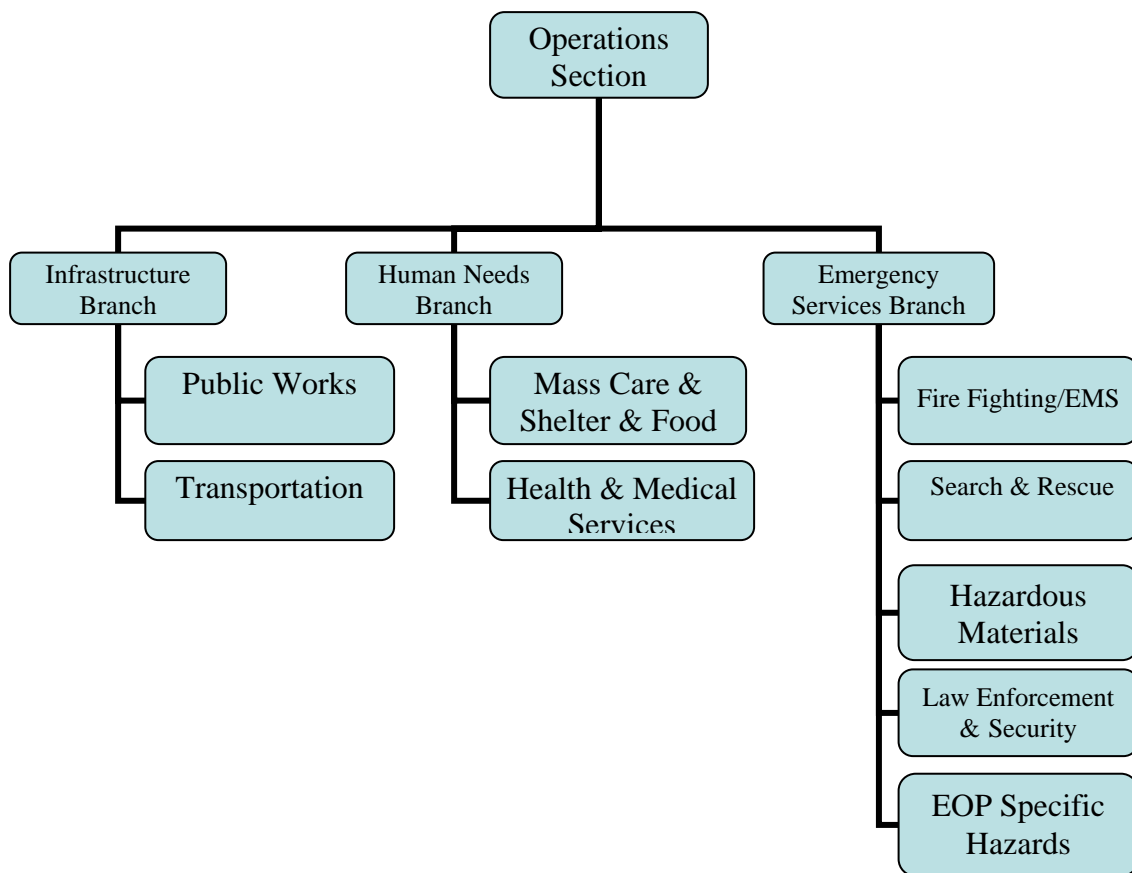 Operations
Section
Infrastructure
Branch
Human Needs
Branch
Emergency
Services Branch
Public Works
Transportation
Mass Care &
Shelter & Food
Health & Medical
Services
Fire Fighting/EMS
Search & Rescue
Hazardous
Materials
Law Enforcement
& Security
EOP Specific
Hazards